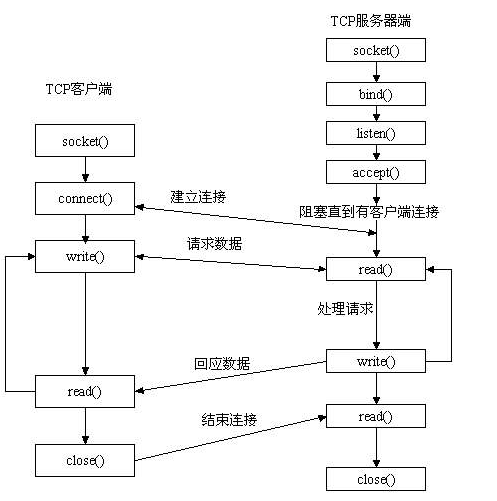 TCP服务器端
socket()
bind()
TCP客户端
listen()
socket()
accept()
connect()
建立连接
阻塞直到有客户端连接
请求数据
write()
read()
处理请求
回应数据
write()
read()
结束连接
read()
close()
close()